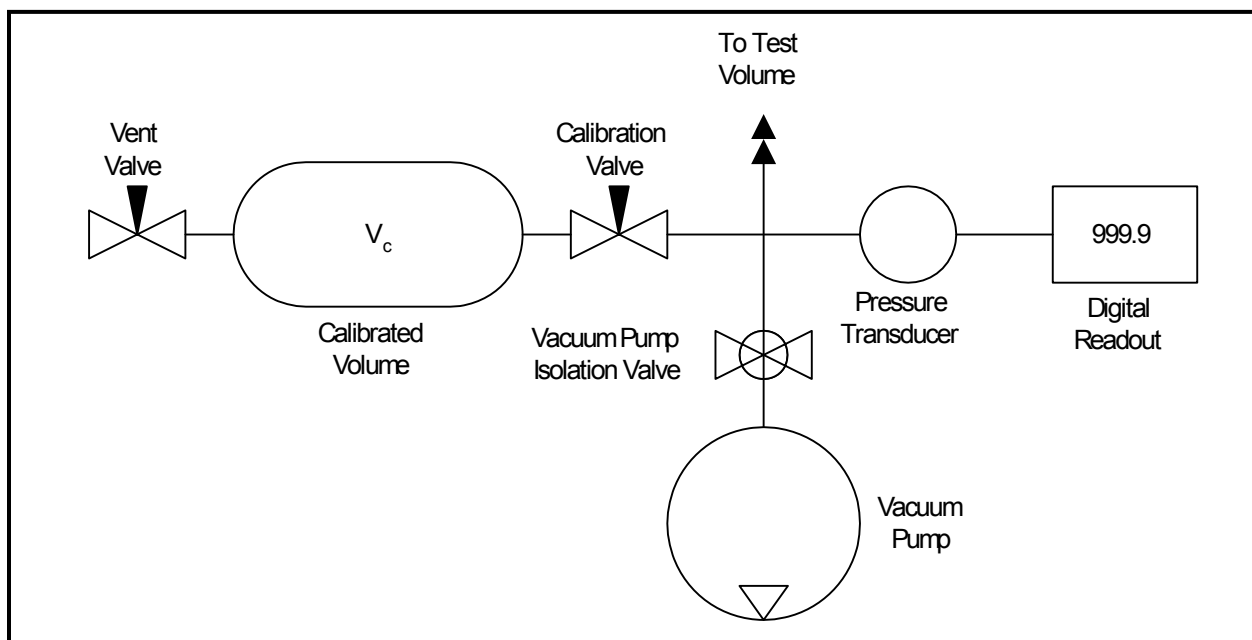 To Test
Volume
Vent
Valve
Calibration
Valve
Vc
999.9
Calibrated
Volume
Vacuum Pump
Isolation Valve
Pressure
Transducer
Digital
Readout
Vacuum
Pump